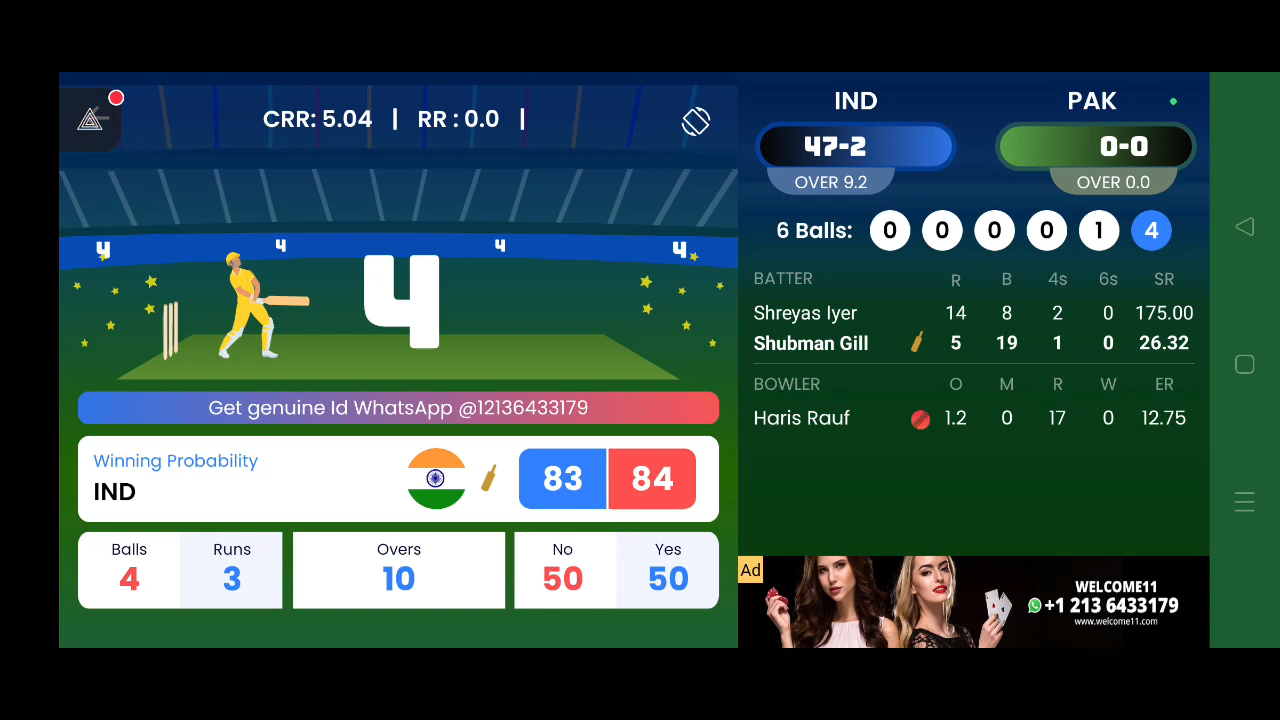 CRR: 5.04 | RR : 0.0 |
4 4 4 4
4
Get genuine Id WhatsApp @12136433179
Winning Probability
IND
83 84
Balls Runs Overs No Yes
4 3 10 50 50
IND PAK
47-2 0-0
OVER 9.2 OVER 0.0
6 Balls: 0 0 0 0 1 4
BATTER R B 4s 6s SR
Shreyas Iyer 14 8 2 0 175.00
Shubman Gill 5 19 1 0 26.32
BOWLER O M R W ER
Haris Rauf 1.2 0 17 0 12.75
Ad
WELCOME11
+1 213 6433179
www.welcome11.com